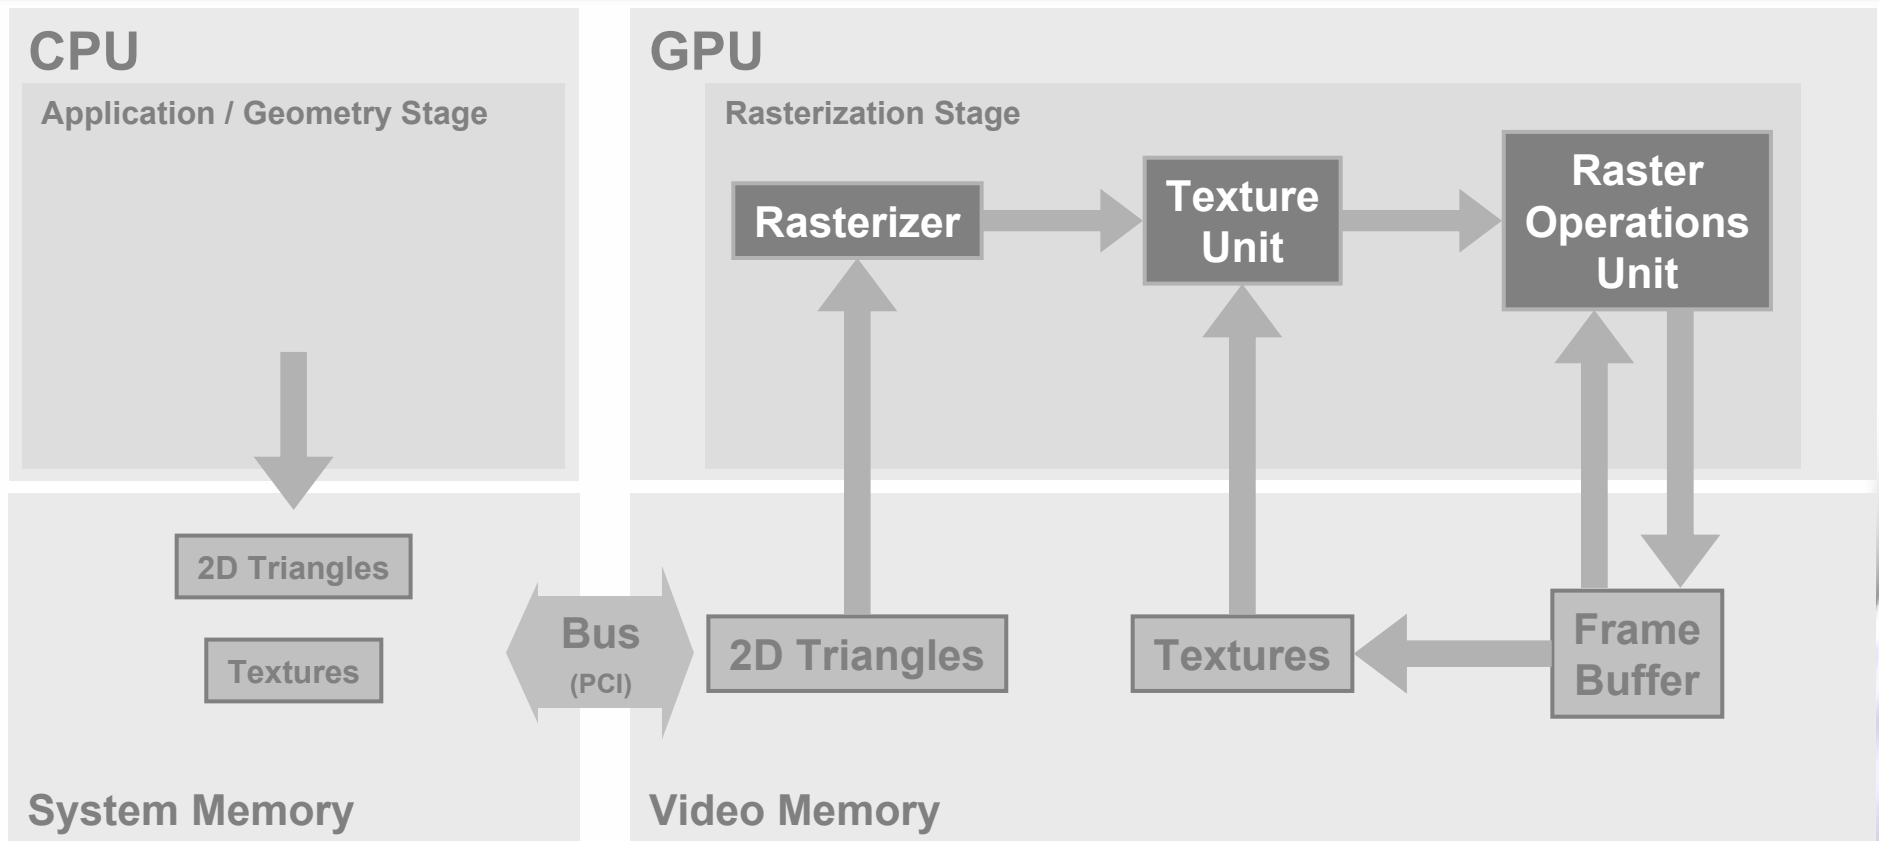 CPU
Application / Geometry Stage
GPU
Rasterization Stage
Rasterizer
Texture
Unit
Raster
Operations
Unit
2D Triangles
Textures
Bus
(PCI)
2D Triangles
Textures
Frame
Buffer
System Memory
Video Memory